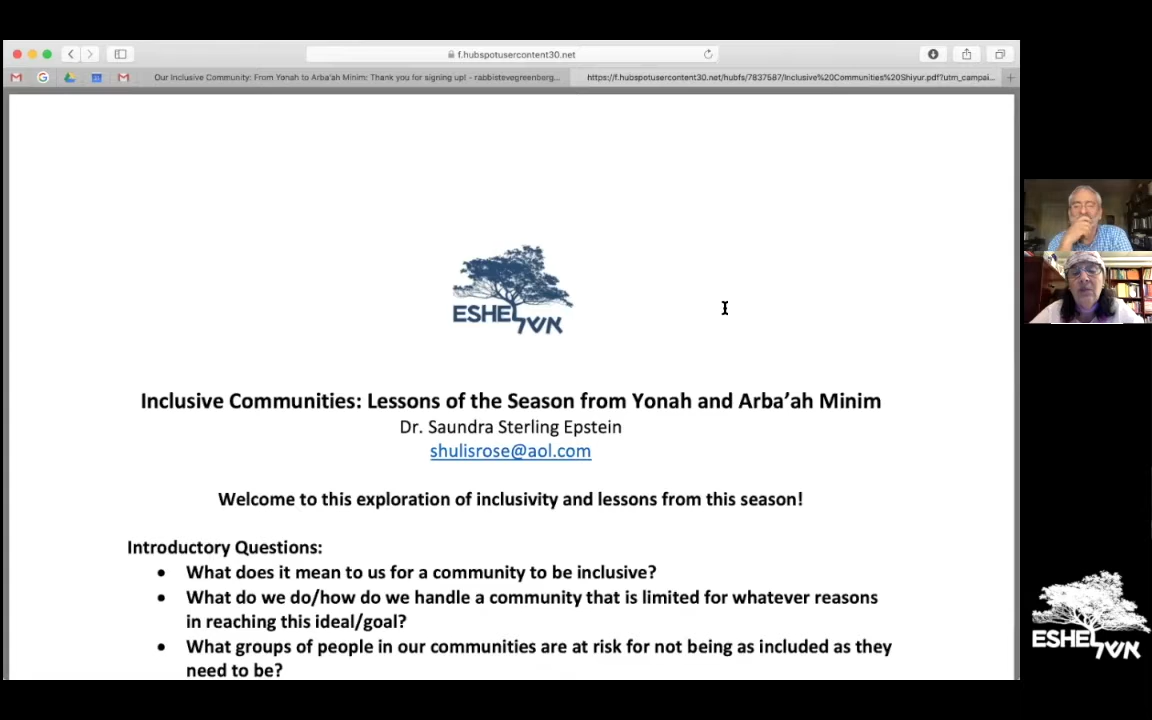 f.hubspotusercontent30.net
Our Inclusive Community: From Yonah to Arba'ah Minim: Thank you for signing up! - rabbistevegreenberg...
https://f.hubspotusercontent30.net/hubfs/7837587/Inclusive%20Communities%20Shiyur.pdf?utm_campai...
ESHEL אשל
Inclusive Communities: Lessons of the Season from Yonah and Arba’ah Minim
Dr. Saundra Sterling Epstein
shulisrose@aol.com
Welcome to this exploration of inclusivity and lessons from this season!
Introductory Questions:
• What does it mean to us for a community to be inclusive?
• What do we do/how do we handle a community that is limited for whatever reasons
in reaching this ideal/goal?
• What groups of people in our communities are at risk for not being as included as they
need to be?
ESHEL אשל